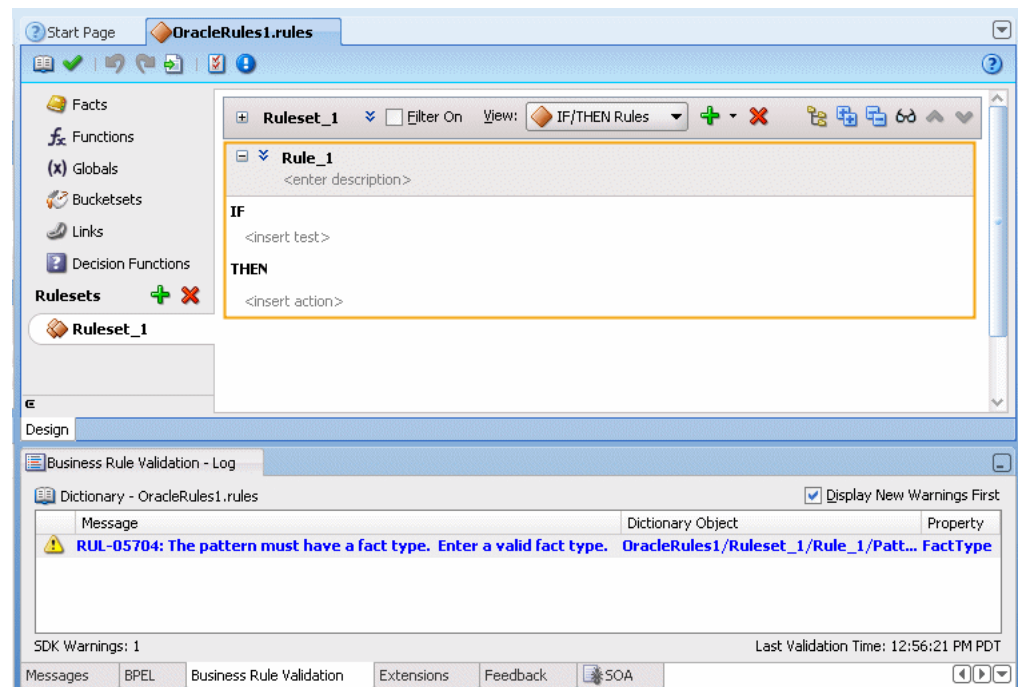 Start Page OracleRules1.rules
Facts
Functions
(x) Globals
Bucketsets
Links
Decision Functions
Rulesets
Ruleset_1
Ruleset_1 Filter On View: IF/THEN Rules
Rule_1
<enter description>
IF
<insert test>
THEN
<insert action>
Design
Business Rule Validation - Log
Dictionary - OracleRules1.rules Display New Warnings First
Message Dictionary Object Property
RUL-05704: The pattern must have a fact type. Enter a valid fact type. OracleRules1/Ruleset_1/Rule_1/Patt... FactType
SDK Warnings: 1 Last Validation Time: 12:56:21 PM PDT
Messages BPEL Business Rule Validation Extensions Feedback SOA